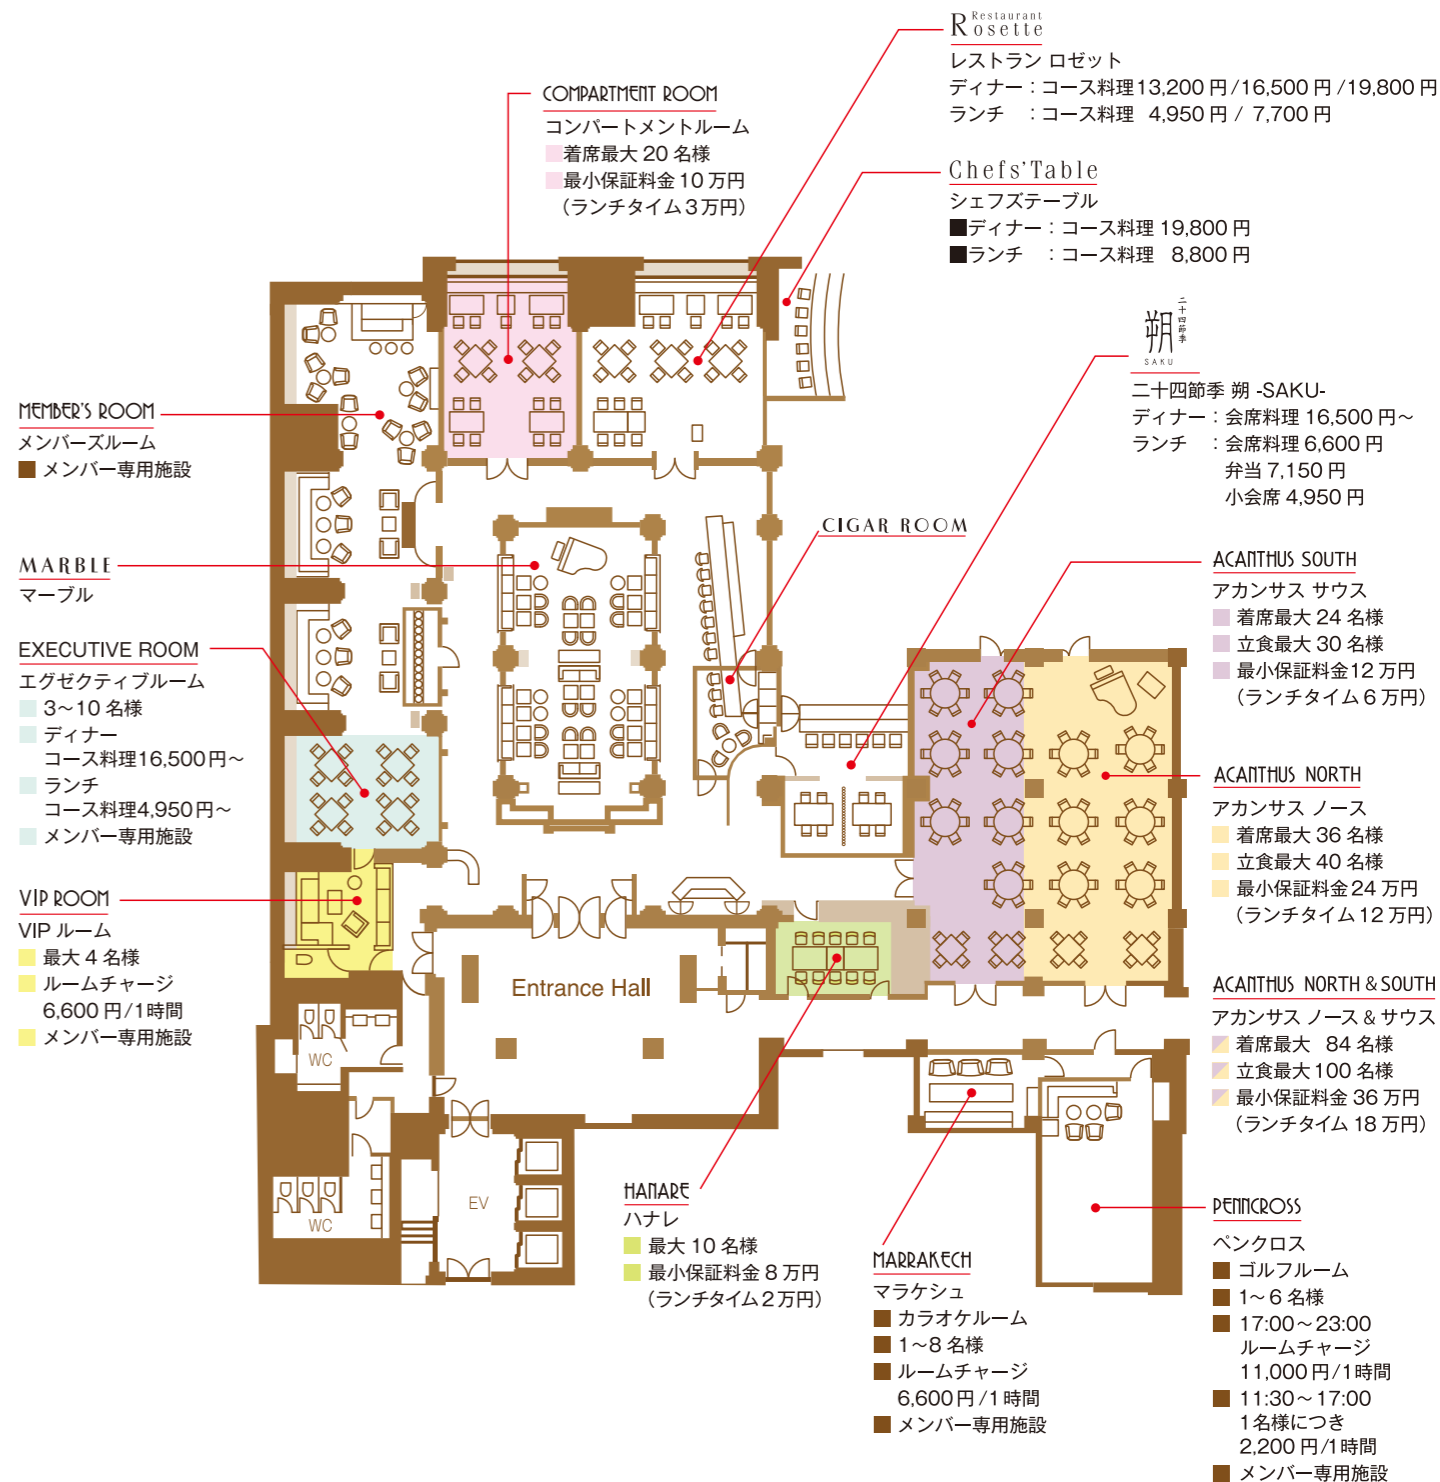 Restaurant
Rosette
レストラン ロゼット
ディナー：コース料理13,200円/16,500円/19,800円
ランチ ：コース料理 4,950円 / 7,700円
COMPARTMENT ROOM
コンパートメントルーム
着席最大 20 名様
最小保証料金 10 万円
（ランチタイム 3 万円）
Chefs'Table
シェフズテーブル
■ディナー：コース料理 19,800 円
■ランチ ：コース料理 8,800 円
二十四節季
朔
SAKU
二十四節季 朔 -SAKU-
ディナー：会席料理 16,500 円～
ランチ ：会席料理 6,600 円
弁当 7,150 円
小会席 4,950 円
MEMBER'S ROOM
メンバーズルーム
メンバー専用施設
CIGAR ROOM
MARBLE
マーブル
ACANTHUS SOUTH
アカンサス サウス
着席最大 24 名様
立食最大 30 名様
最小保証料金12 万円
（ランチタイム 6 万円）
EXECUTIVE ROOM
エグゼクティブルーム
3～10 名様
ディナー
コース料理16,500円～
ランチ
コース料理4,950円～
メンバー専用施設
ACANTHUS NORTH
アカンサス ノース
着席最大 36 名様
立食最大 40 名様
最小保証料金 24 万円
（ランチタイム 12 万円）
VIP ROOM
VIP ルーム
最大 4 名様
ルームチャージ
6,600 円/1時間
メンバー専用施設
Entrance Hall
ACANTHUS NORTH & SOUTH
アカンサス ノース & サウス
着席最大 84 名様
立食最大 100 名様
最小保証料金 36 万円
（ランチタイム 18 万円）
WC
WC
EV
HANARE
ハナレ
最大 10 名様
最小保証料金 8 万円
（ランチタイム 2 万円）
MARRAKECH
マラケシュ
カラオケルーム
1～8 名様
ルームチャージ
6,600円/1時間
メンバー専用施設
PENNCROSS
ペンクロス
ゴルフルーム
1～6 名様
17:00～23:00
ルームチャージ
11,000 円/1時間
11:30～17:00
1名様につき
2,200 円/1時間
メンバー専用施設